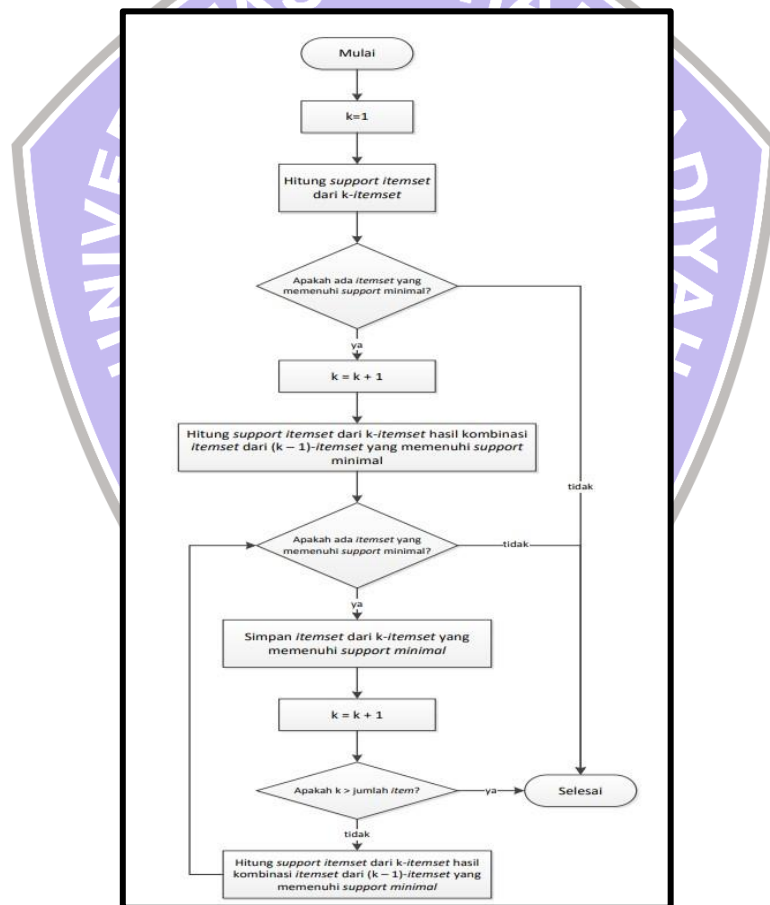 Mulai
k=1
Hitung support itemset
dari k-itemset
Apakah ada itemset yang
memenuhi support minimal?
ya
k = k + 1
Hitung support itemset dari k-itemset hasil kombinasi
itemset dari (k – 1)-itemset yang memenuhi support
minimal
tidak
Apakah ada itemset yang
memenuhi support minimal?
tidak
ya
Simpan itemset dari k-itemset yang
memenuhi support minimal
k = k + 1
Apakah k > jumlah item?
ya
Selesai
tidak
Hitung support itemset dari k-itemset hasil
kombinasi itemset dari (k – 1)-itemset yang
memenuhi support minimal